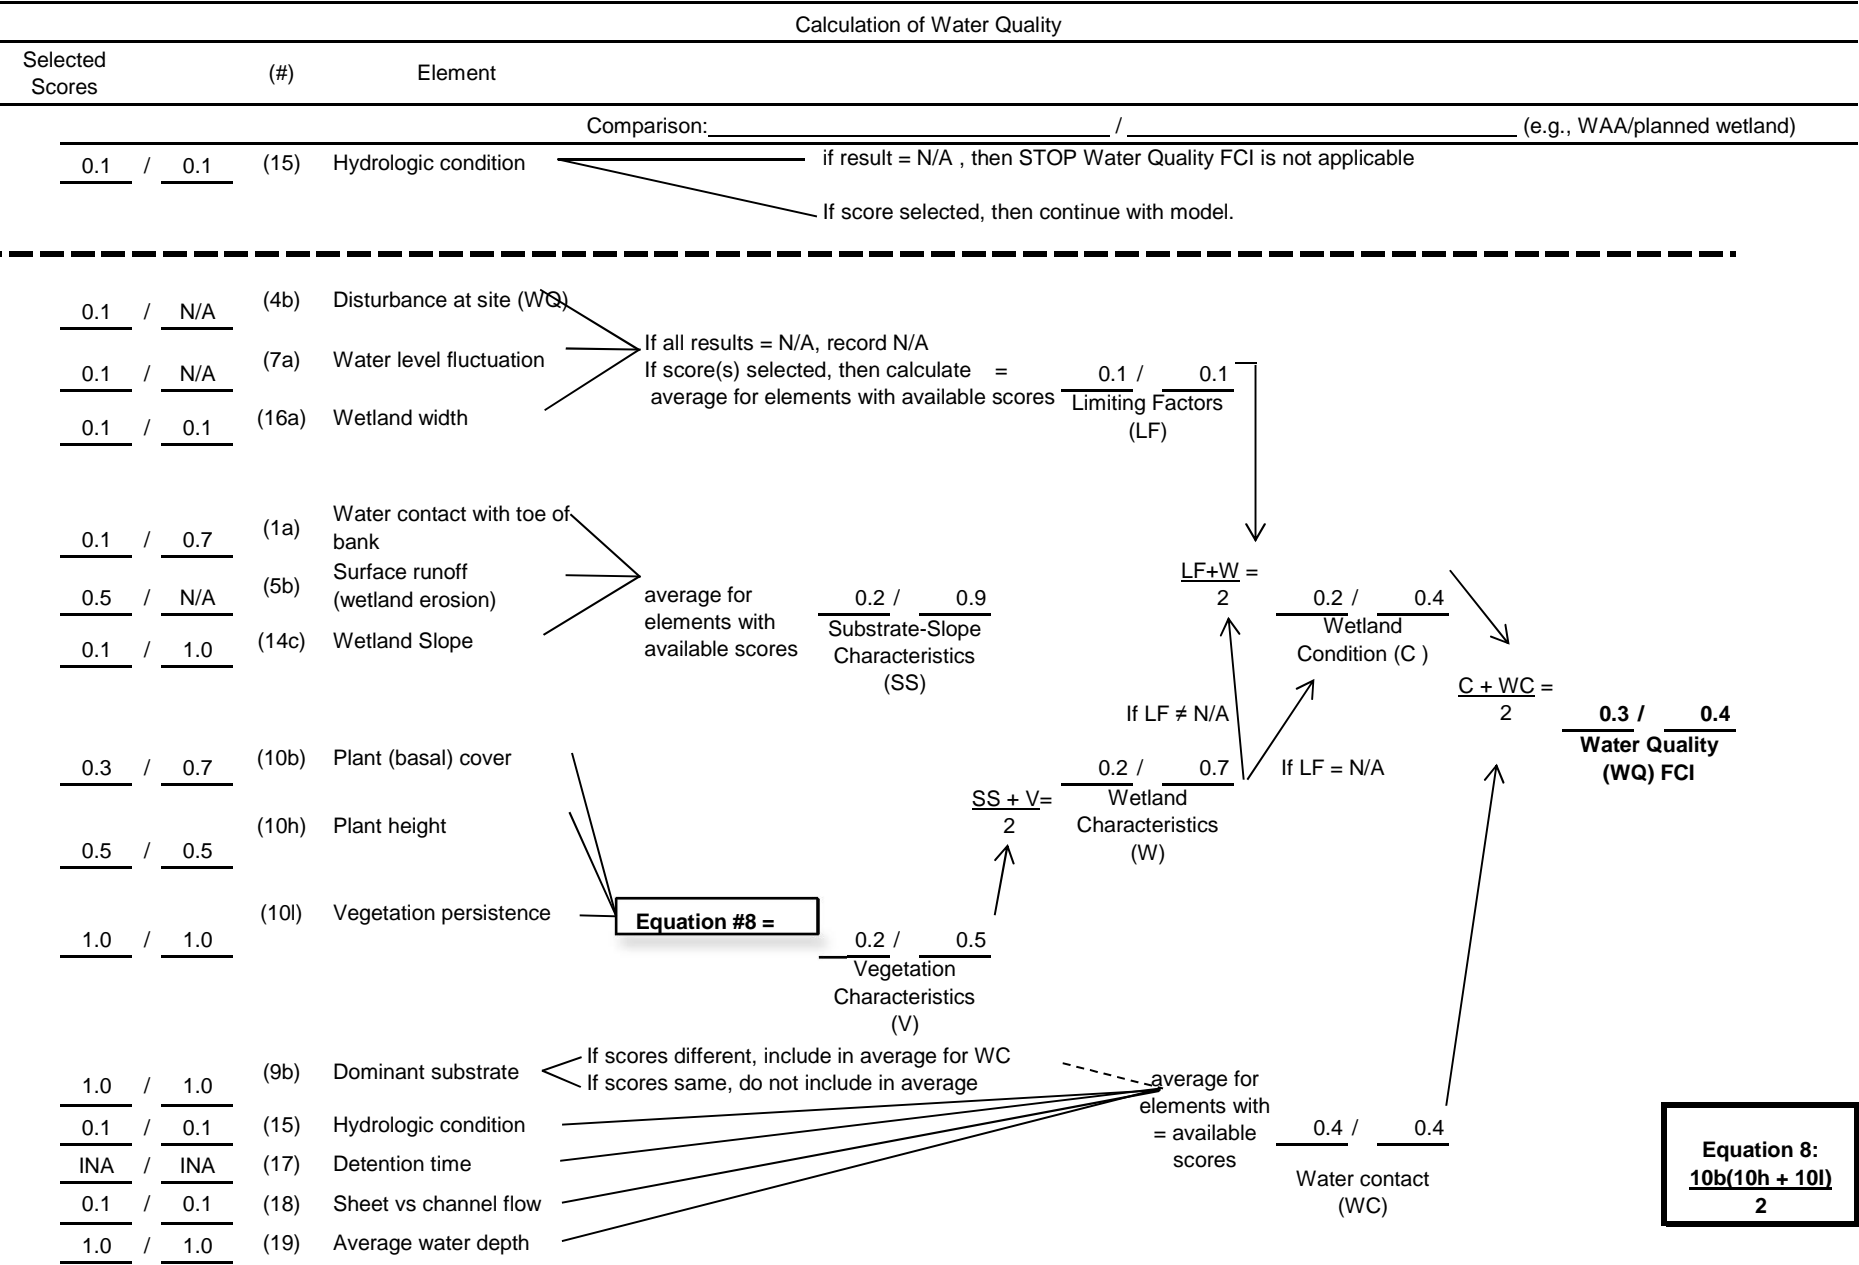 Calculation of Water Quality
Selected
Scores
(#) Element
Comparison: / (e.g., WAA/planned wetland)
0.1 / 0.1 (15) Hydrologic condition if result = N/A , then STOP Water Quality FCI is not applicable
If score selected, then continue with model.
0.1 / N/A (4b) Disturbance at site (WQ)
0.1 / N/A (7a) Water level fluctuation
0.1 / 0.1 (16a) Wetland width
If all results = N/A, record N/A
If score(s) selected, then calculate =
average for elements with available scores
0.1 / 0.1
Limiting Factors
(LF)
0.1 / 0.7 (1a) Water contact with toe of
bank
0.5 / N/A (5b) Surface runoff
(wetland erosion)
0.1 / 1.0 (14c) Wetland Slope
average for
elements with
available scores
0.2 / 0.9
Substrate-Slope
Characteristics
(SS)
LF+W =
2
0.2 / 0.4
Wetland
Condition (C )
C + WC =
2
0.3 / 0.4
Water Quality
(WQ) FCI
If LF ≠ N/A
If LF = N/A
0.3 / 0.7 (10b) Plant (basal) cover
0.5 / 0.5 (10h) Plant height
1.0 / 1.0 (10l) Vegetation persistence
SS + V=
2
0.2 / 0.7
Wetland
Characteristics
(W)
Equation #8 =
0.2 / 0.5
Vegetation
Characteristics
(V)
1.0 / 1.0 (9b) Dominant substrate
If scores different, include in average for WC
If scores same, do not include in average
0.1 / 0.1 (15) Hydrologic condition
INA / INA (17) Detention time
0.1 / 0.1 (18) Sheet vs channel flow
1.0 / 1.0 (19) Average water depth
average for
elements with
= available
scores
0.4 / 0.4
Water contact
(WC)
Equation 8:
10b(10h + 10l)
2